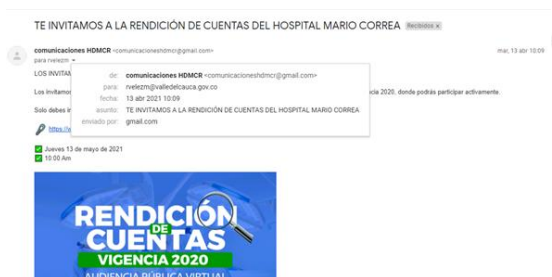 TE INVITAMOS A LA RENDICIÓN DE CUENTAS DEL HOSPITAL MARIO CORREA Recibidos x
comunicaciones HDMCR <comunicacioneshdmcr@gmail.com> mar, 13 abr 10:09
para rvelezm
LOS INVITAM
de: comunicaciones HDMCR <comunicacioneshdmcr@gmail.com>
para: rvelezm@valledelcauca.gov.co
Los invitamos cia 2020, donde podrás participar activamente.
fecha: 13 abr 2021 10:09
Solo debes
asunto: TE INVITAMOS A LA RENDICIÓN DE CUENTAS DEL HOSPITAL MARIO CORREA
enviado por: gmail.com
Jueves 13 de mayo de 2021
10:00 Am
RENDICIÓN
DE
CUENTAS
VIGENCIA 2020
AUDIENCIA PÚBLICA VIRTUAL